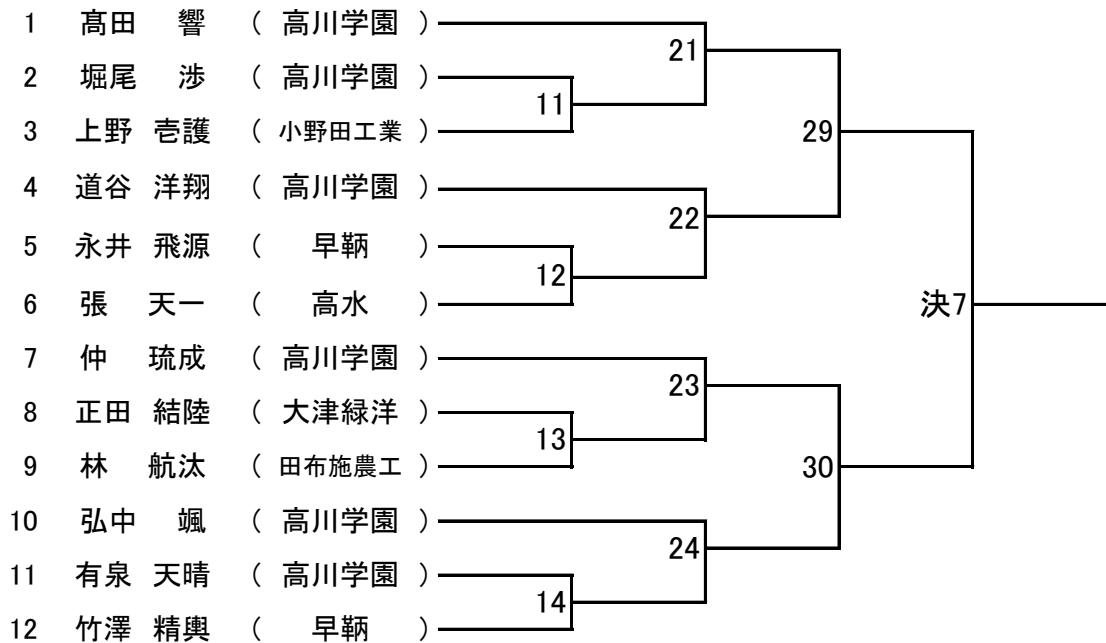 1 髙田 響 ( 高川学園 )
21
2 堀尾 渉 ( 高川学園 )
11
3 上野 壱護 ( 小野田工業 )
29
4 道谷 洋翔 ( 高川学園 )
22
5 永井 飛源 ( 早鞆 )
12
6 張 天一 ( 高水 )
決7
7 仲 琉成 ( 高川学園 )
23
8 正田 結陸 ( 大津緑洋 )
13
9 林 航汰 ( 田布施農工 )
30
10 弘中 颯 ( 高川学園 )
24
11 有泉 天晴 ( 高川学園 )
14
12 竹澤 精輿 ( 早鞆 )